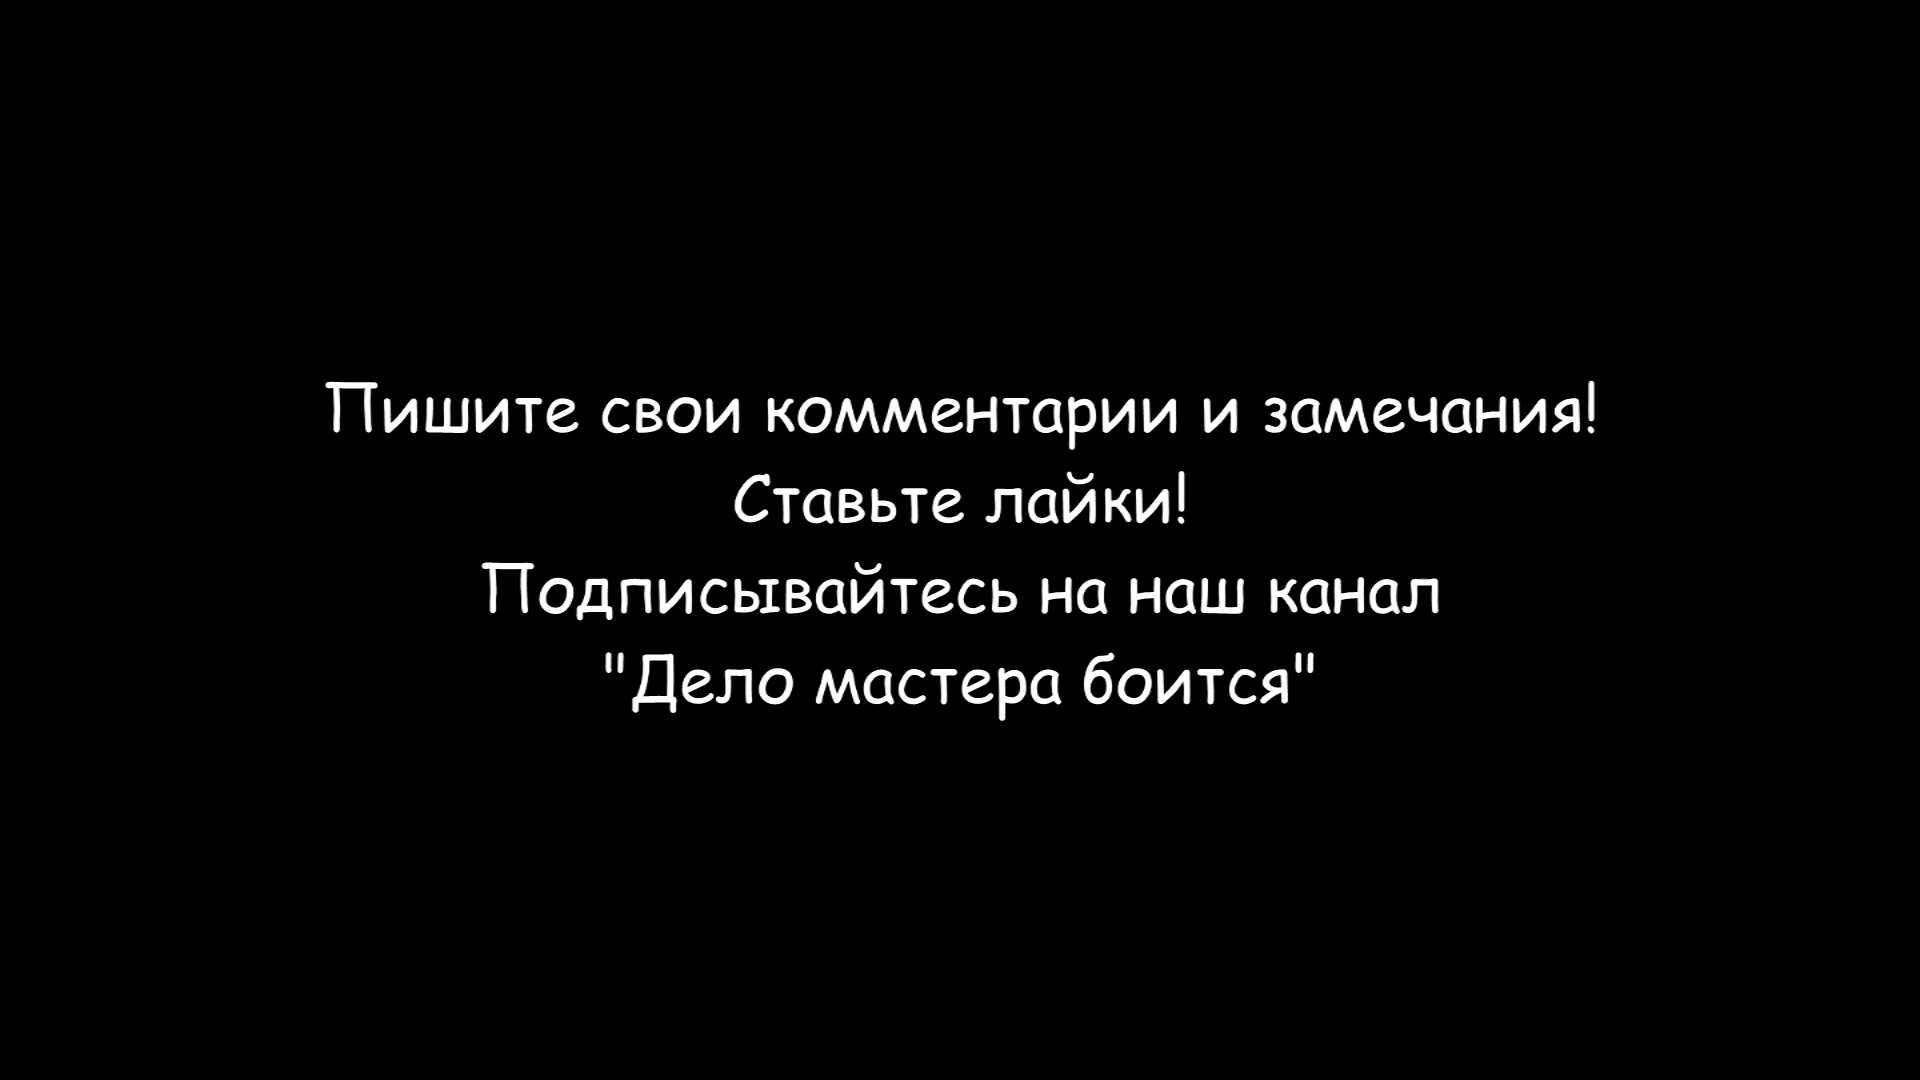 Пишите свои комментарии и замечания!
Ставьте лайки!
Подписывайтесь на наш канал
"Дело мастера боится"